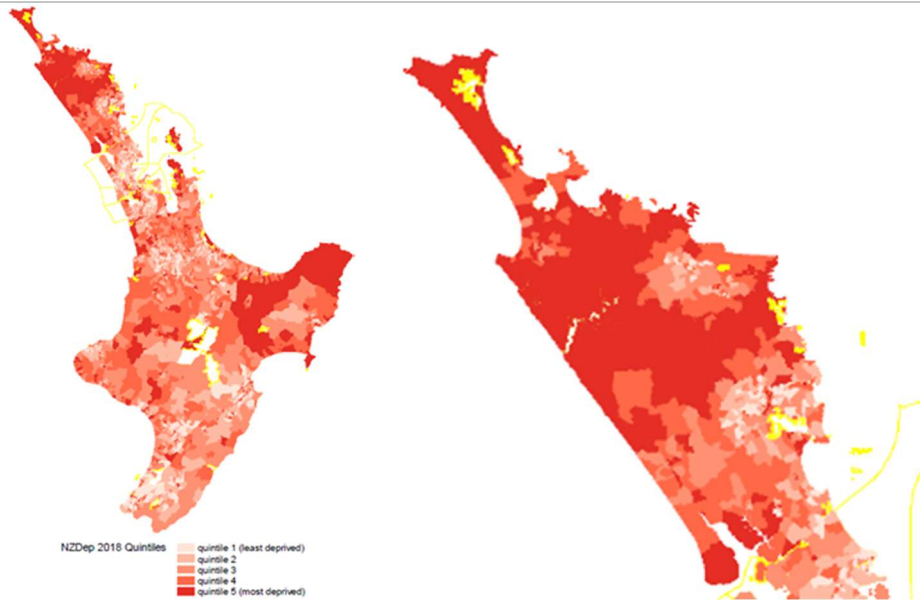 NZDep 2018 Quintiles
quintile 1 (least deprived)
quintile 2
quintile 3
quintile 4
quintile 5 (most deprived)